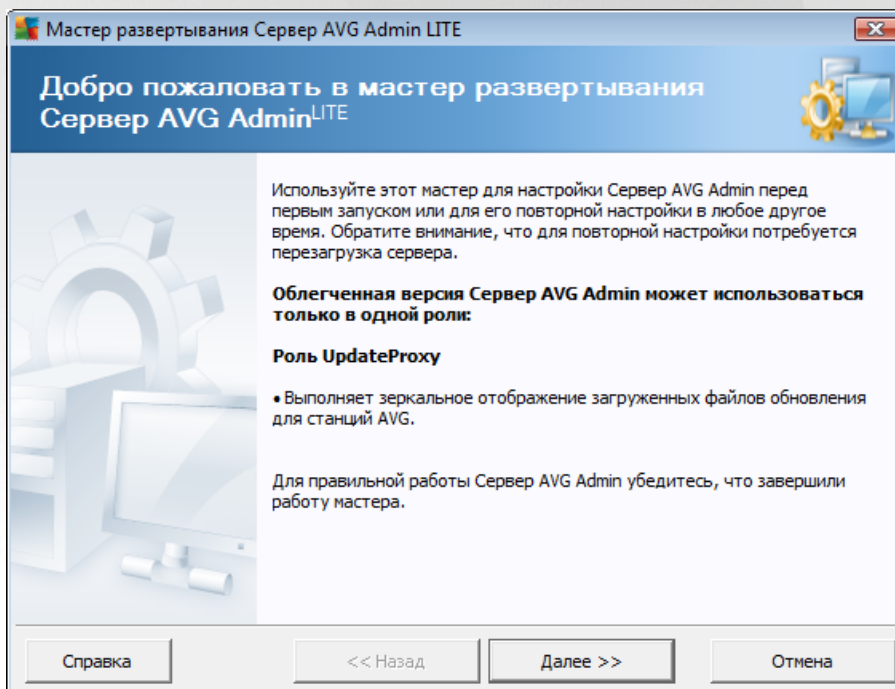 Мастер развертывания Сервер AVG Admin LITE
Добро пожаловать в мастер развертывания
Сервер AVG Admin LITE
Используйте этот мастер для настройки Сервер AVG Admin перед
первым запуском или для его повторной настройки в любое другое
время. Обратите внимание, что для повторной настройки потребуется
перезагрузка сервера.
Облегченная версия Сервер AVG Admin может использоваться
только в одной роли:
Роль UpdateProxy
• Выполняет зеркальное отображение загруженных файлов обновления
для станций AVG.
Для правильной работы Сервер AVG Admin убедитесь, что завершили
работу мастера.
Справка
<< Назад
Далее >>
Отмена